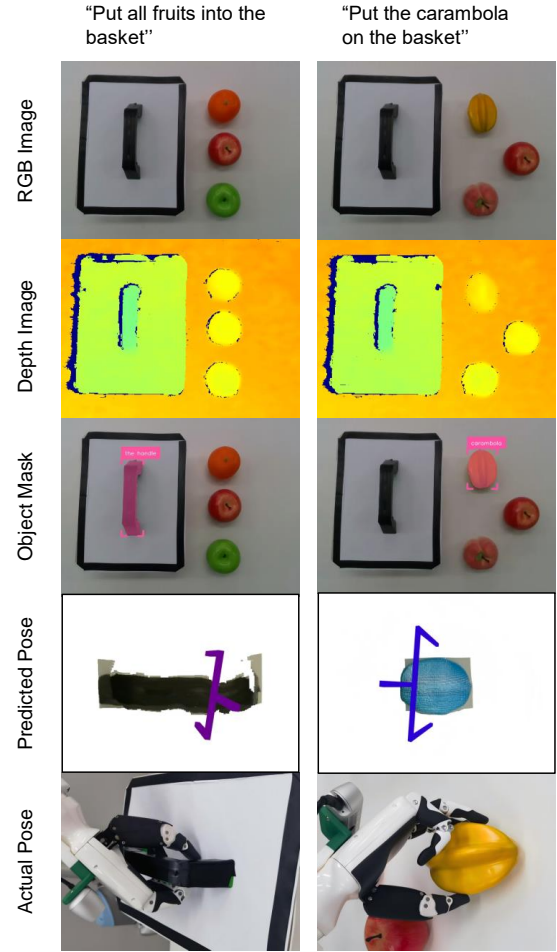 “Put all fruits into the
basket’’
“Put the carambola
on the basket’’
RGB Image
Depth Image
Object Mask
the handle
carambola
Predicted Pose
Actual Pose